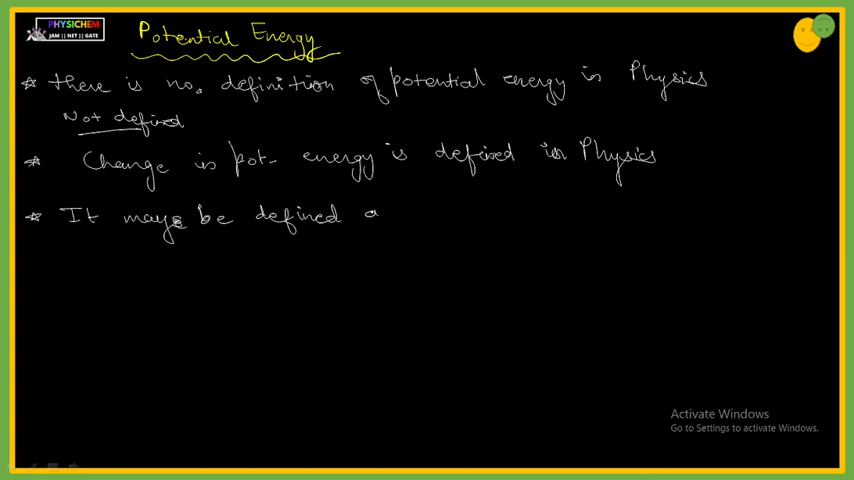 PHYSICHEM
JAM || NET || GATE
Potential Energy
* there is no. definition of potential energy in Physics
Not defined
* Change in pot- energy is defined in Physics
* It may be defined a
Activate Windows
Go to Settings to activate Windows.